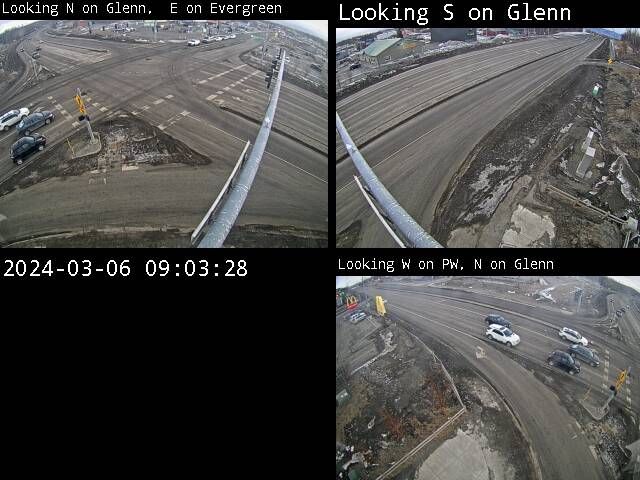 Looking N on Glenn, E on Evergreen
Looking S on Glenn
2024-03-06 09:03:28
Looking W on PW, N on Glenn